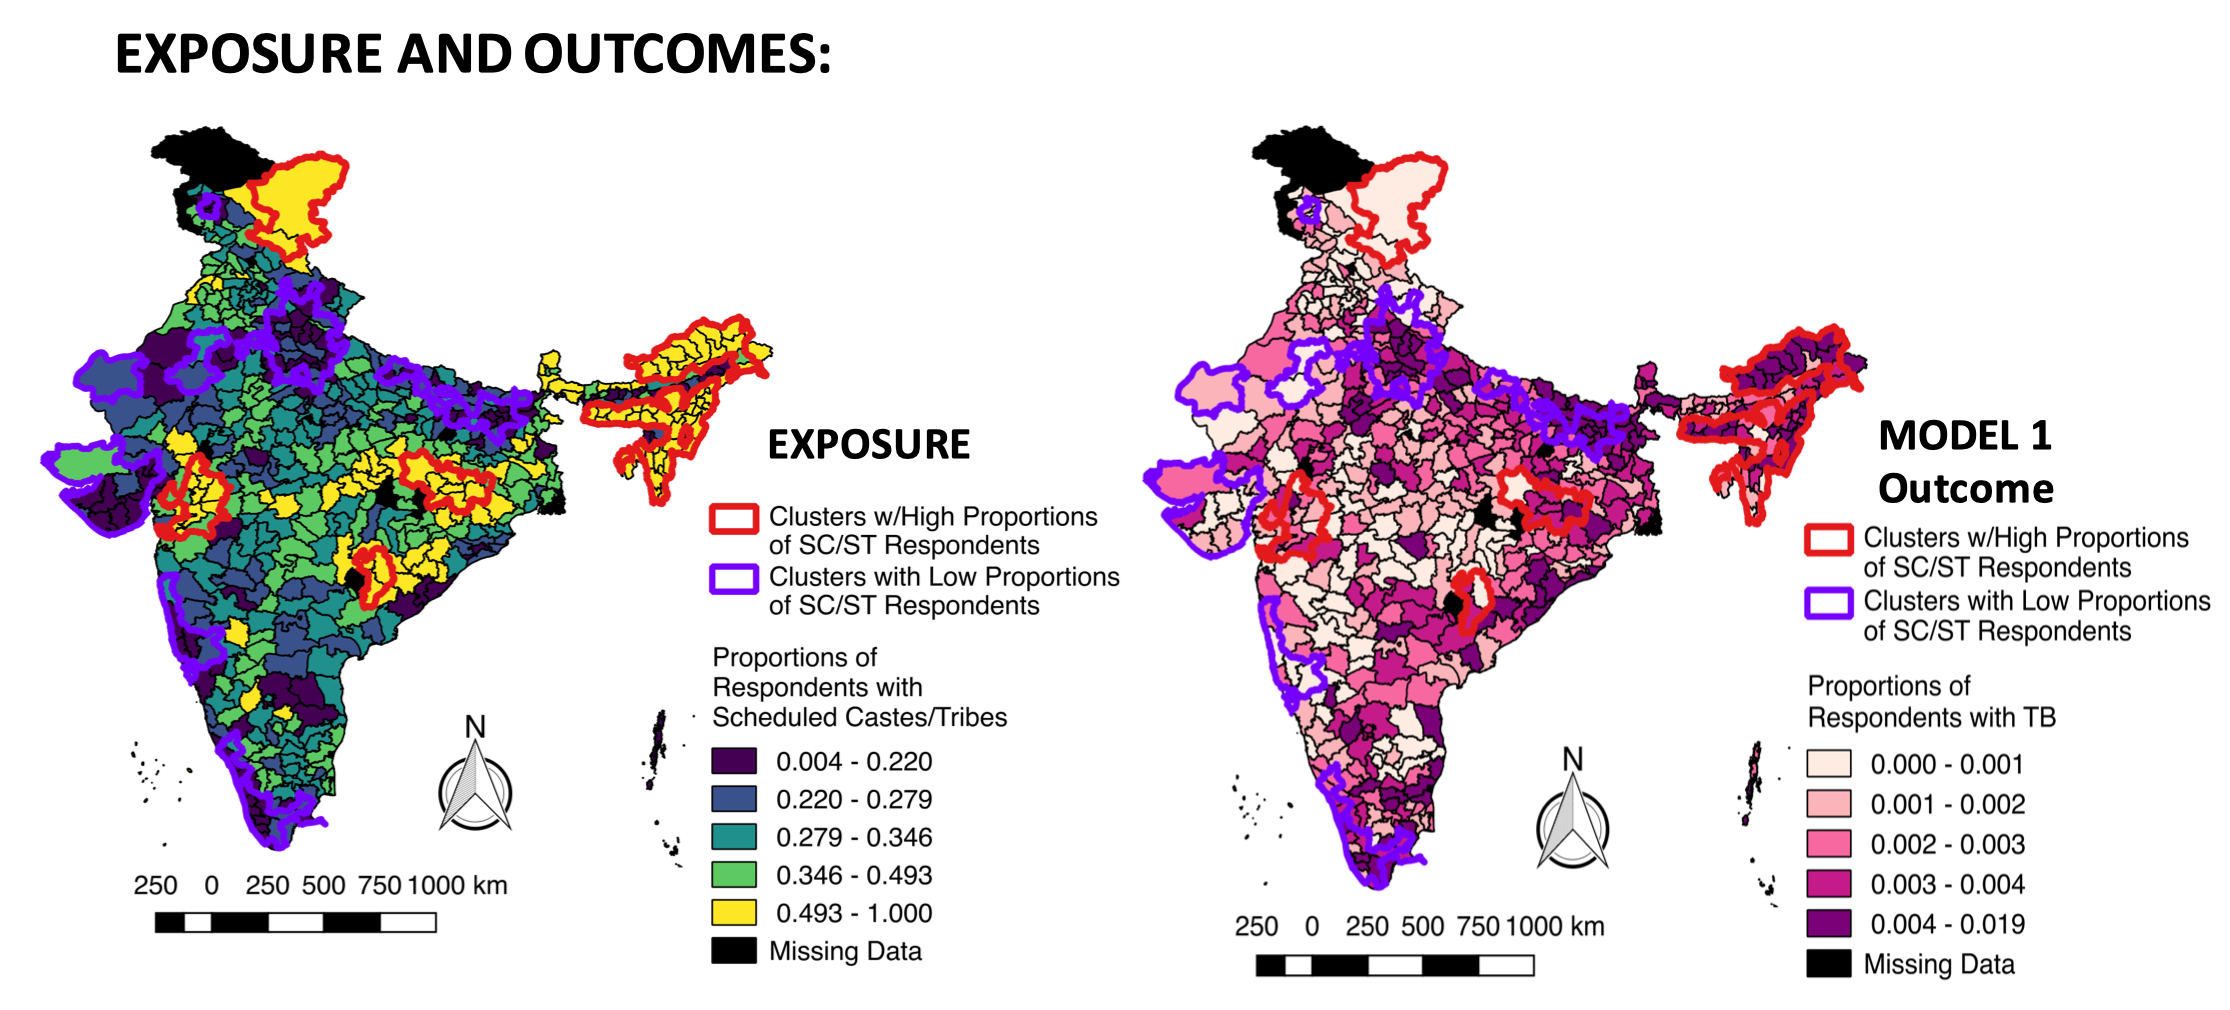 EXPOSURE AND OUTCOMES:
EXPOSURE
Clusters w/High Proportions
of SC/ST Respondents
Clusters with Low Proportions
of SC/ST Respondents
Proportions of
Respondents with
Scheduled Castes/Tribes
0.004 - 0.220
0.220 - 0.279
0.279 - 0.346
0.346 - 0.493
0.493 - 1.000
Missing Data
N
250 0 250 500 750 1000 km
MODEL 1
Outcome
Clusters w/High Proportions
of SC/ST Respondents
Clusters with Low Proportions
of SC/ST Respondents
Proportions of
Respondents with TB
0.000 - 0.001
0.001 - 0.002
0.002 - 0.003
0.003 - 0.004
0.004 - 0.019
Missing Data
N
250 0 250 500 750 1000 km